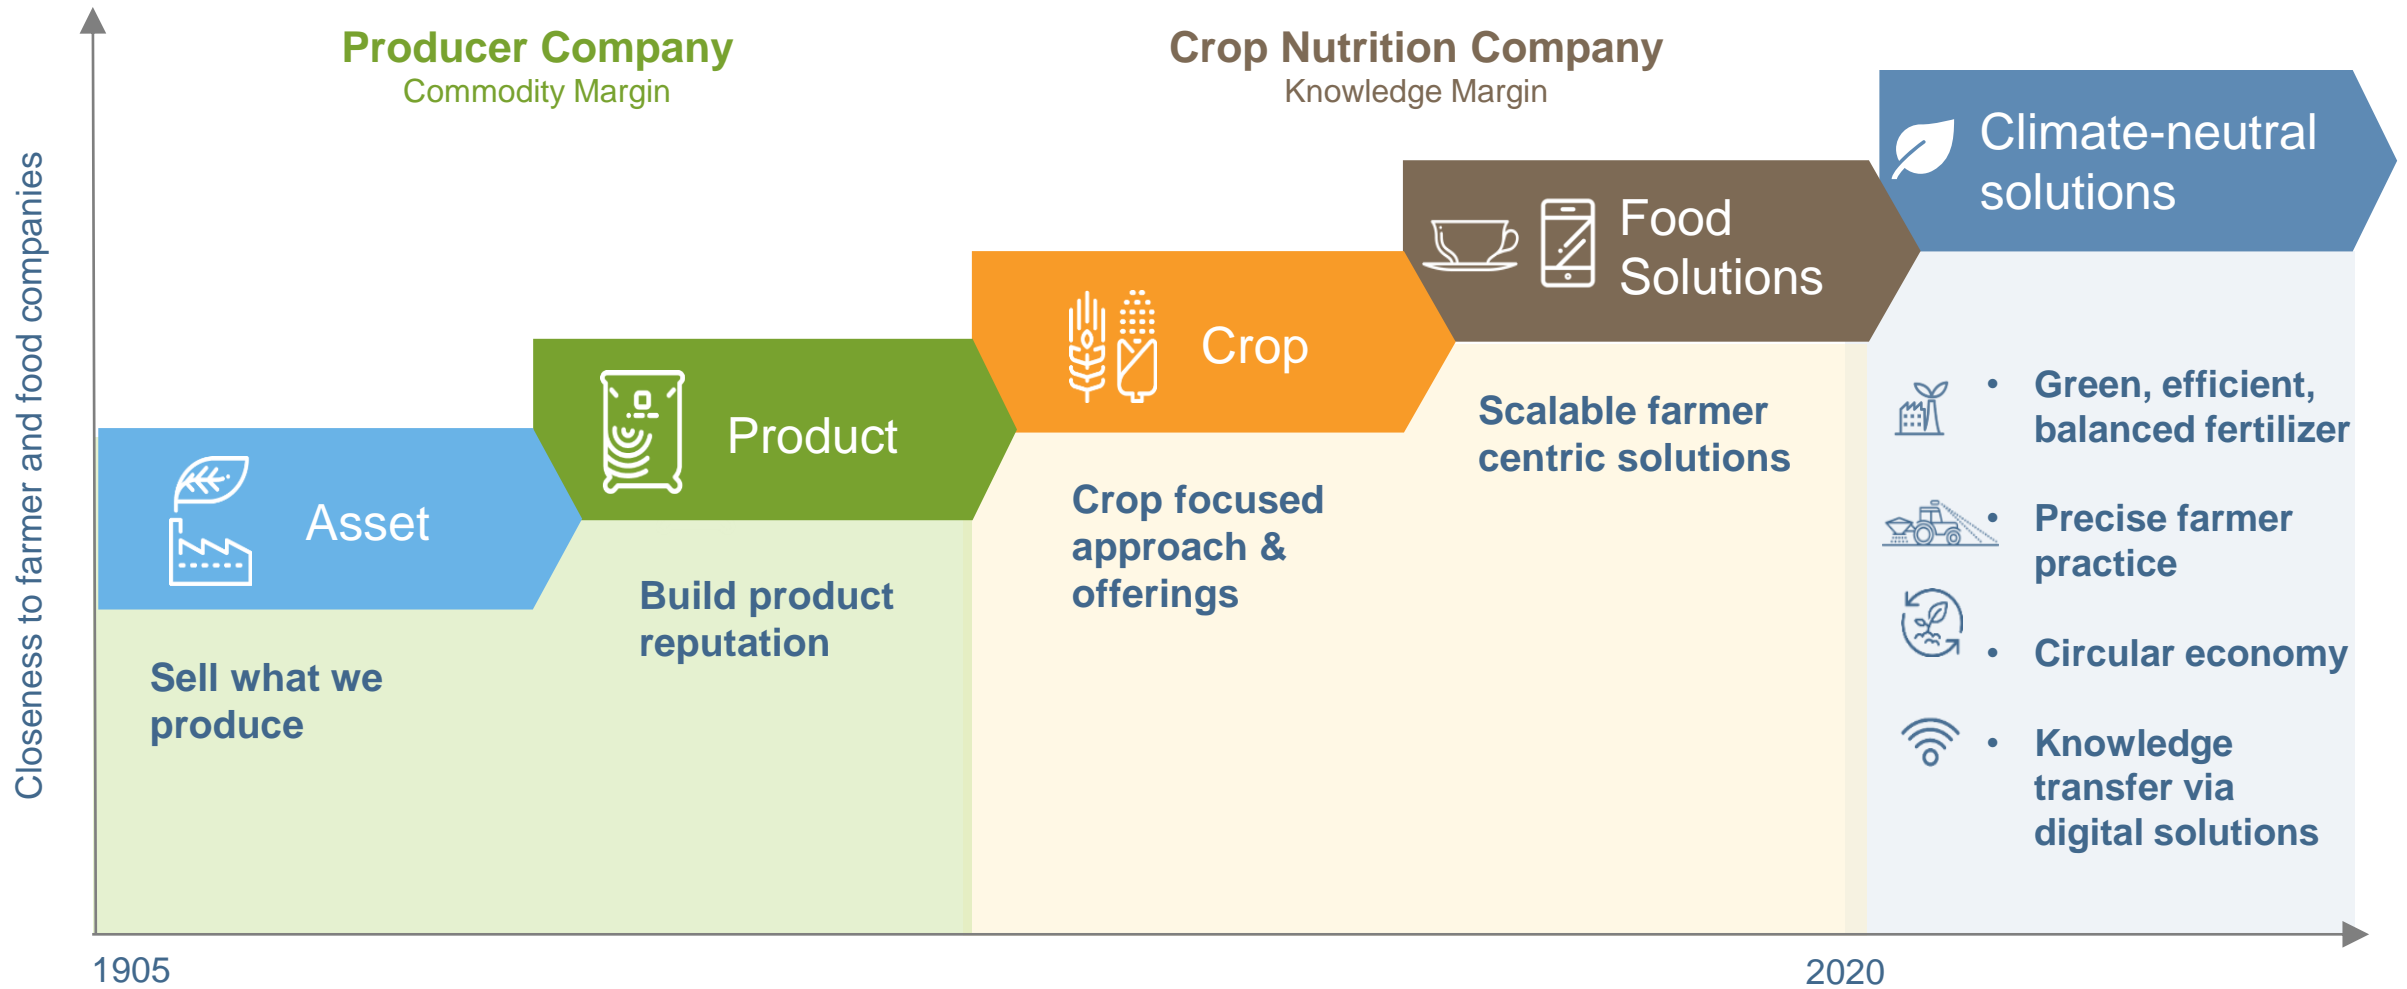 Closeness to farmer and food companies
Producer Company
Commodity Margin
Crop Nutrition Company
Knowledge Margin
Asset
Sell what we
produce
Product
Build product
reputation
Crop
Crop focused
approach &
offerings
Food
Solutions
Scalable farmer
centric solutions
Climate-neutral
solutions
• Green, efficient,
balanced fertilizer
• Precise farmer
practice
• Circular economy
• Knowledge
transfer via
digital solutions
1905
2020